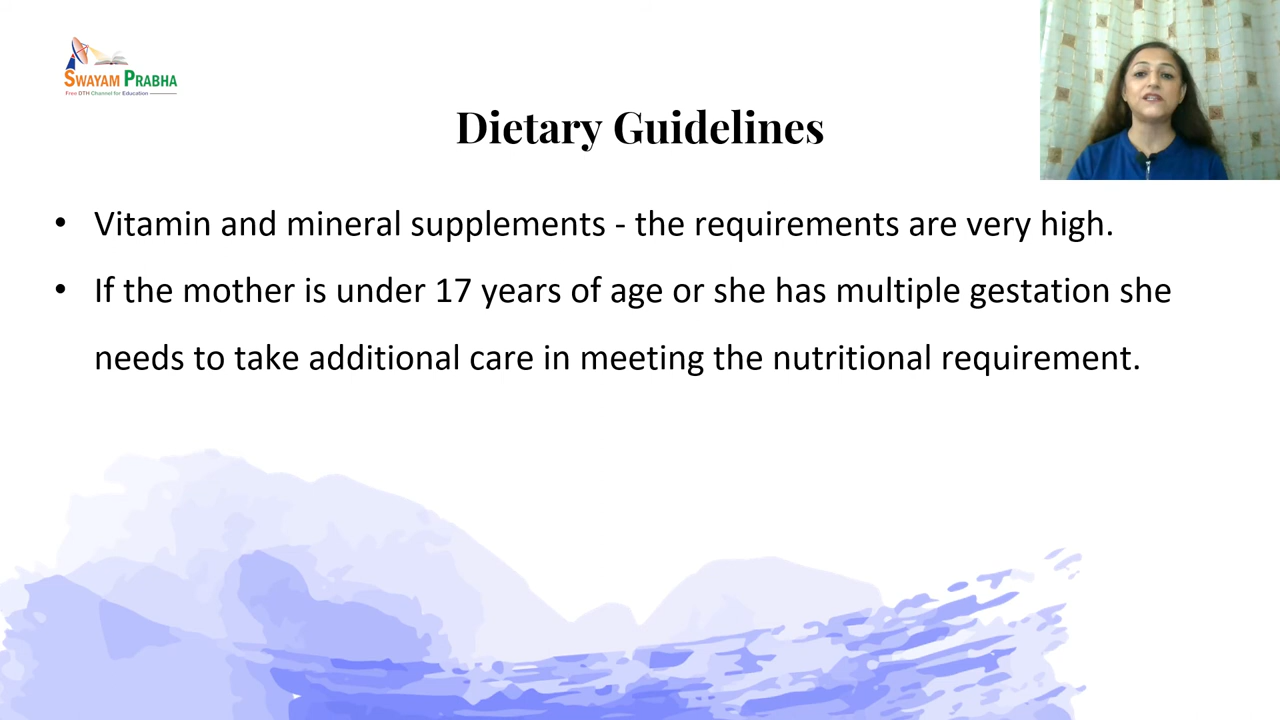 SWAYAM PRABHA
Free DTH Channel for Education
Dietary Guidelines
• Vitamin and mineral supplements - the requirements are very high.
• If the mother is under 17 years of age or she has multiple gestation she
needs to take additional care in meeting the nutritional requirement.